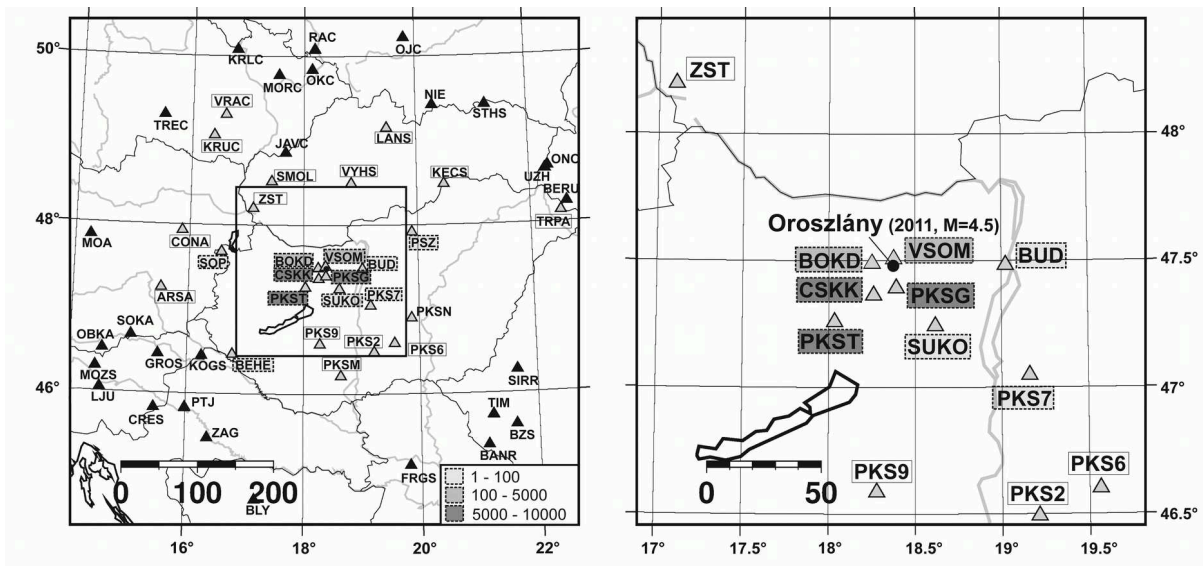 50°
48°
46°
RAC
OJC
KRLC
OKC
MORC
NIE
VRAC
STHS
TREC
LANS
KRUC
JAVC
ONC
UZH
SMOL
VYHS
KECS
BERU
ZST
TRPA
MOA
CONA
PSZ
SOP
VSOM
BOKD
BUD
CSKK
PKSG
ARSA
PKST
SUKO
PKS7
SOKA
PKSN
OBKA
PKS9
PKS2
PKS6
GROS
KOGS
BEHE
PKSM
MOZS
SIRR
LJU
PTJ
TIM
CRES
ZAG
BZS
BANR
FRGS
0 100 200
BLY
1 - 100
100 - 5000
5000 - 10000
16 18 20 22
ZST
48°
Oroszlány (2011, M=4.5)
VSOM
BOKD
BUD
47.5°
CSKK
PKSG
PKST
SUKO
47°
PKS7
PKS9
PKS6
0 50
PKS2
46.5°
17° 17.5° 18° 18.5° 19° 19.5°